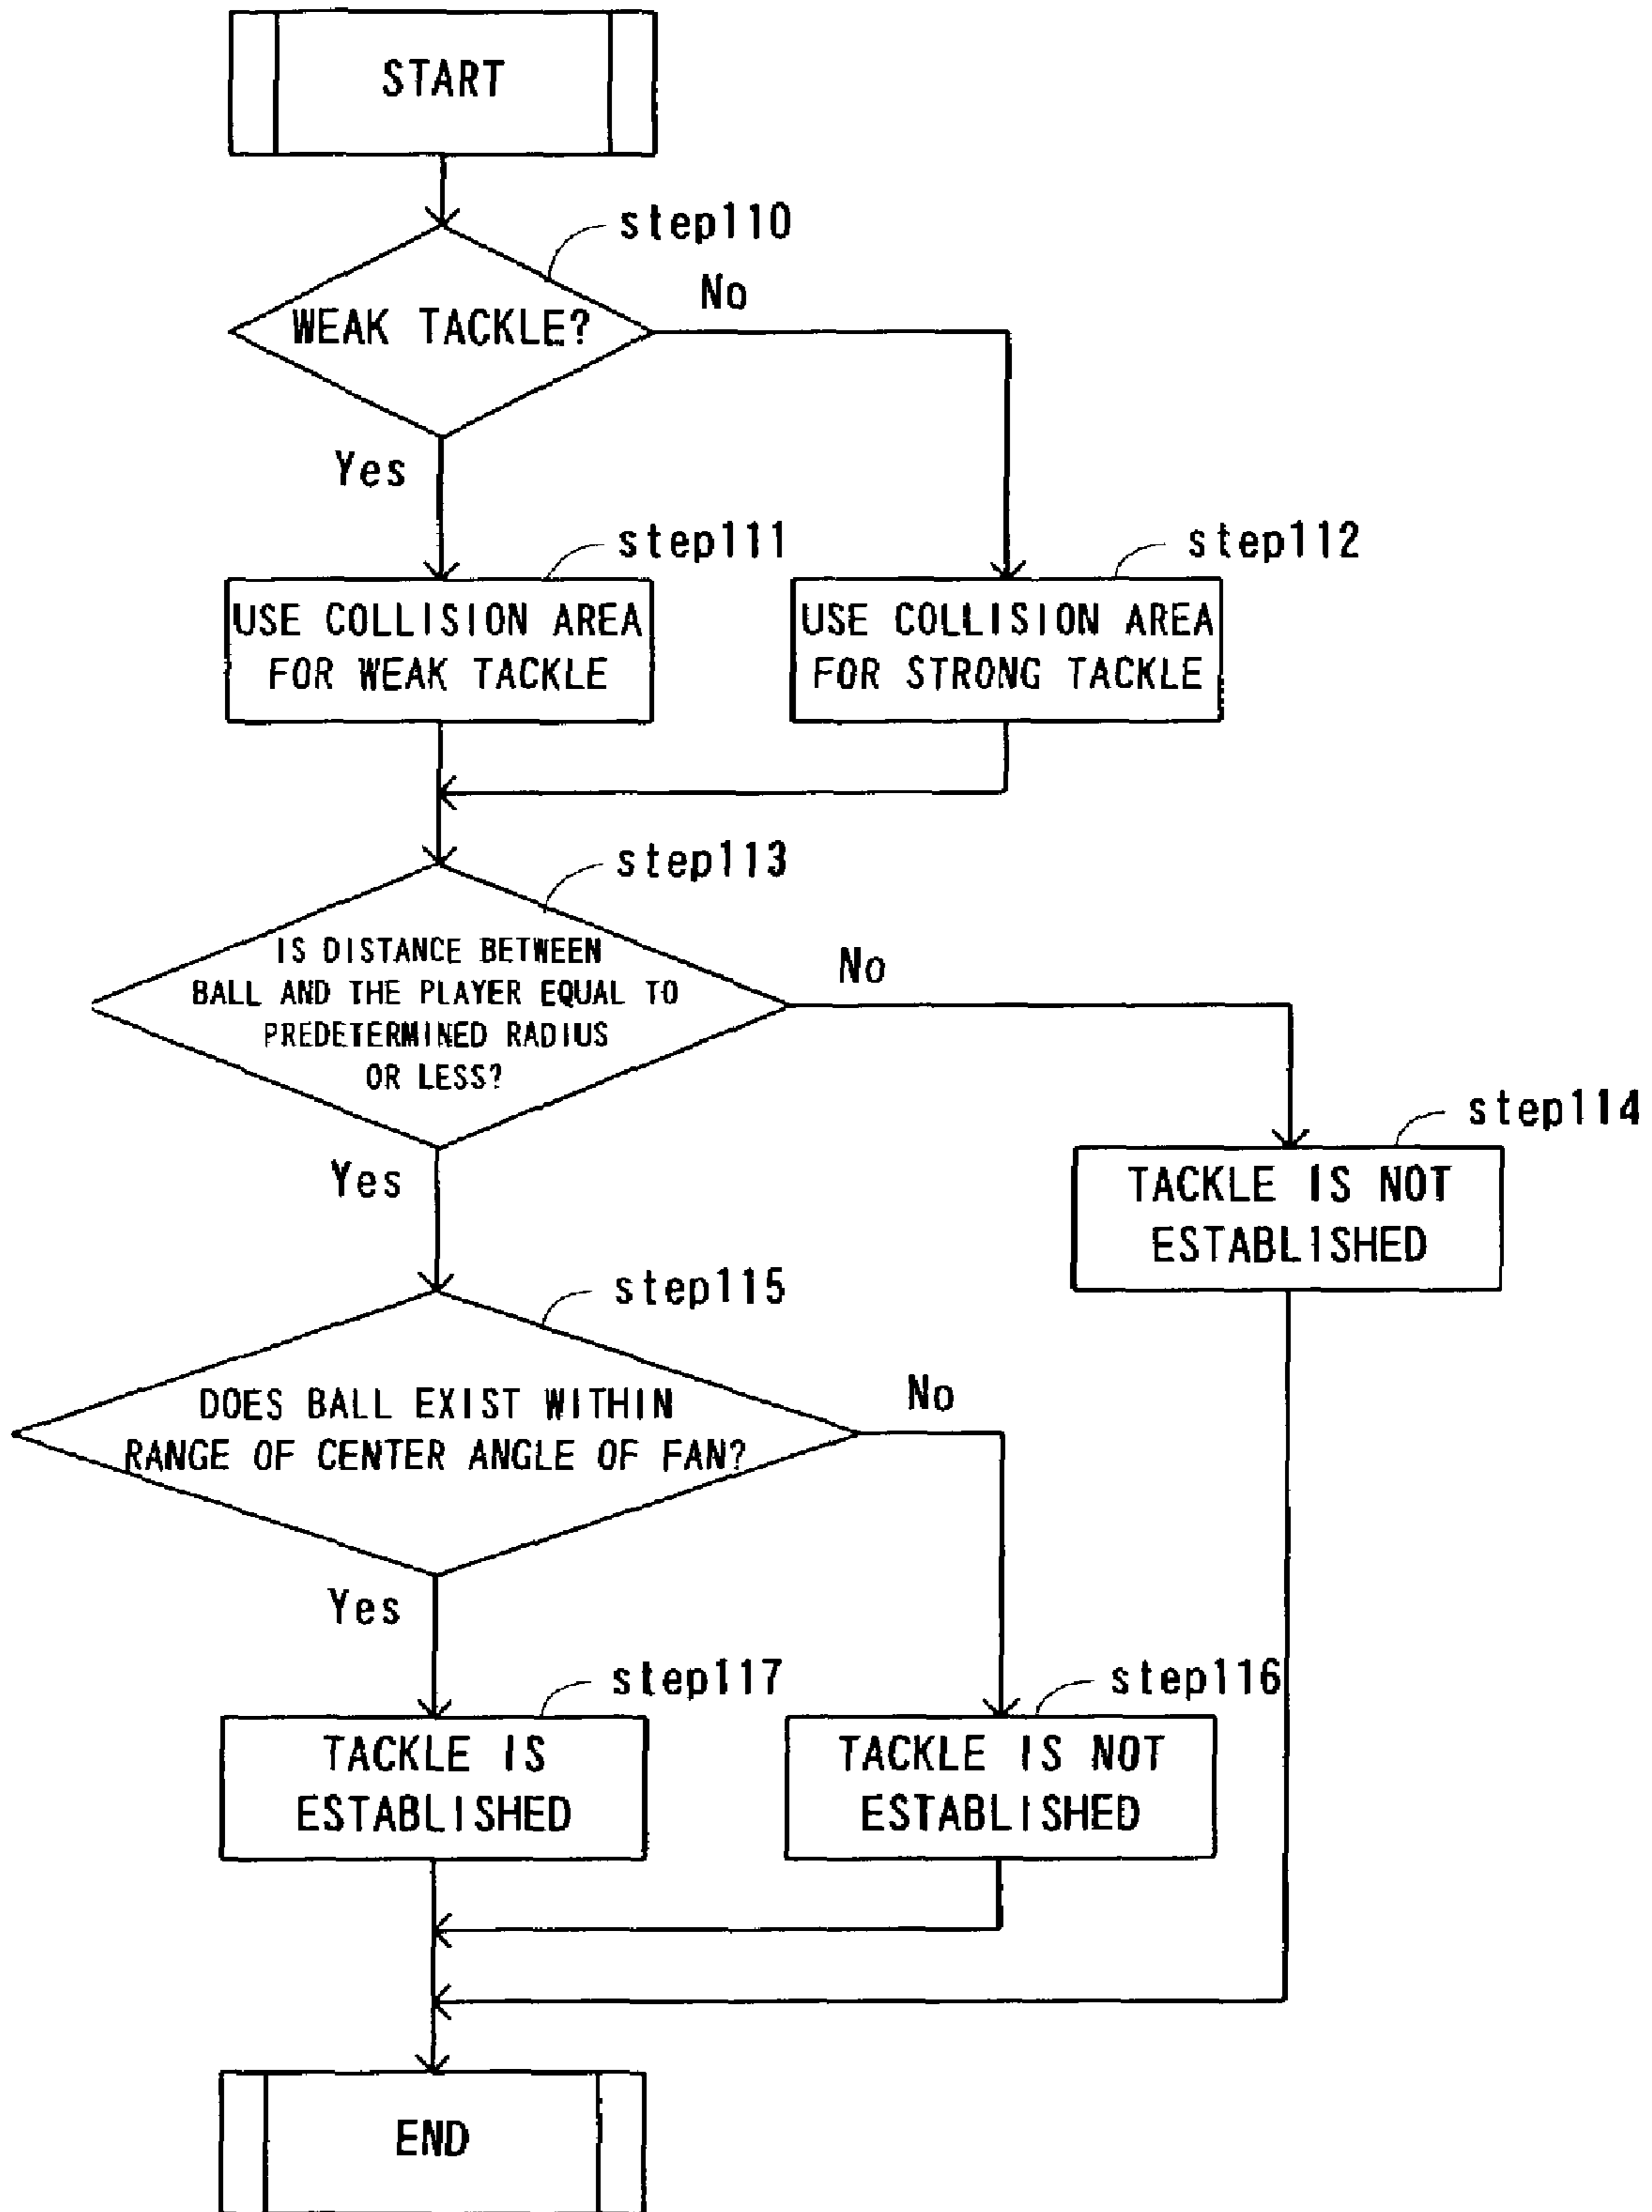 START
step110
No
WEAK TACKLE?
Yes
step111
step112
USE COLLISION AREA
FOR WEAK TACKLE
USE COLLISION AREA
FOR STRONG TACKLE
step113
IS DISTANCE BETWEEN
BALL AND THE PLAYER EQUAL TO
PREDETERMINED RADIUS
OR LESS?
No
Yes
step114
TACKLE IS NOT
ESTABLISHED
step115
DOES BALL EXIST WITHIN
RANGE OF CENTER ANGLE OF FAN?
No
Yes
step117
step116
TACKLE IS
ESTABLISHED
TACKLE IS NOT
ESTABLISHED
END